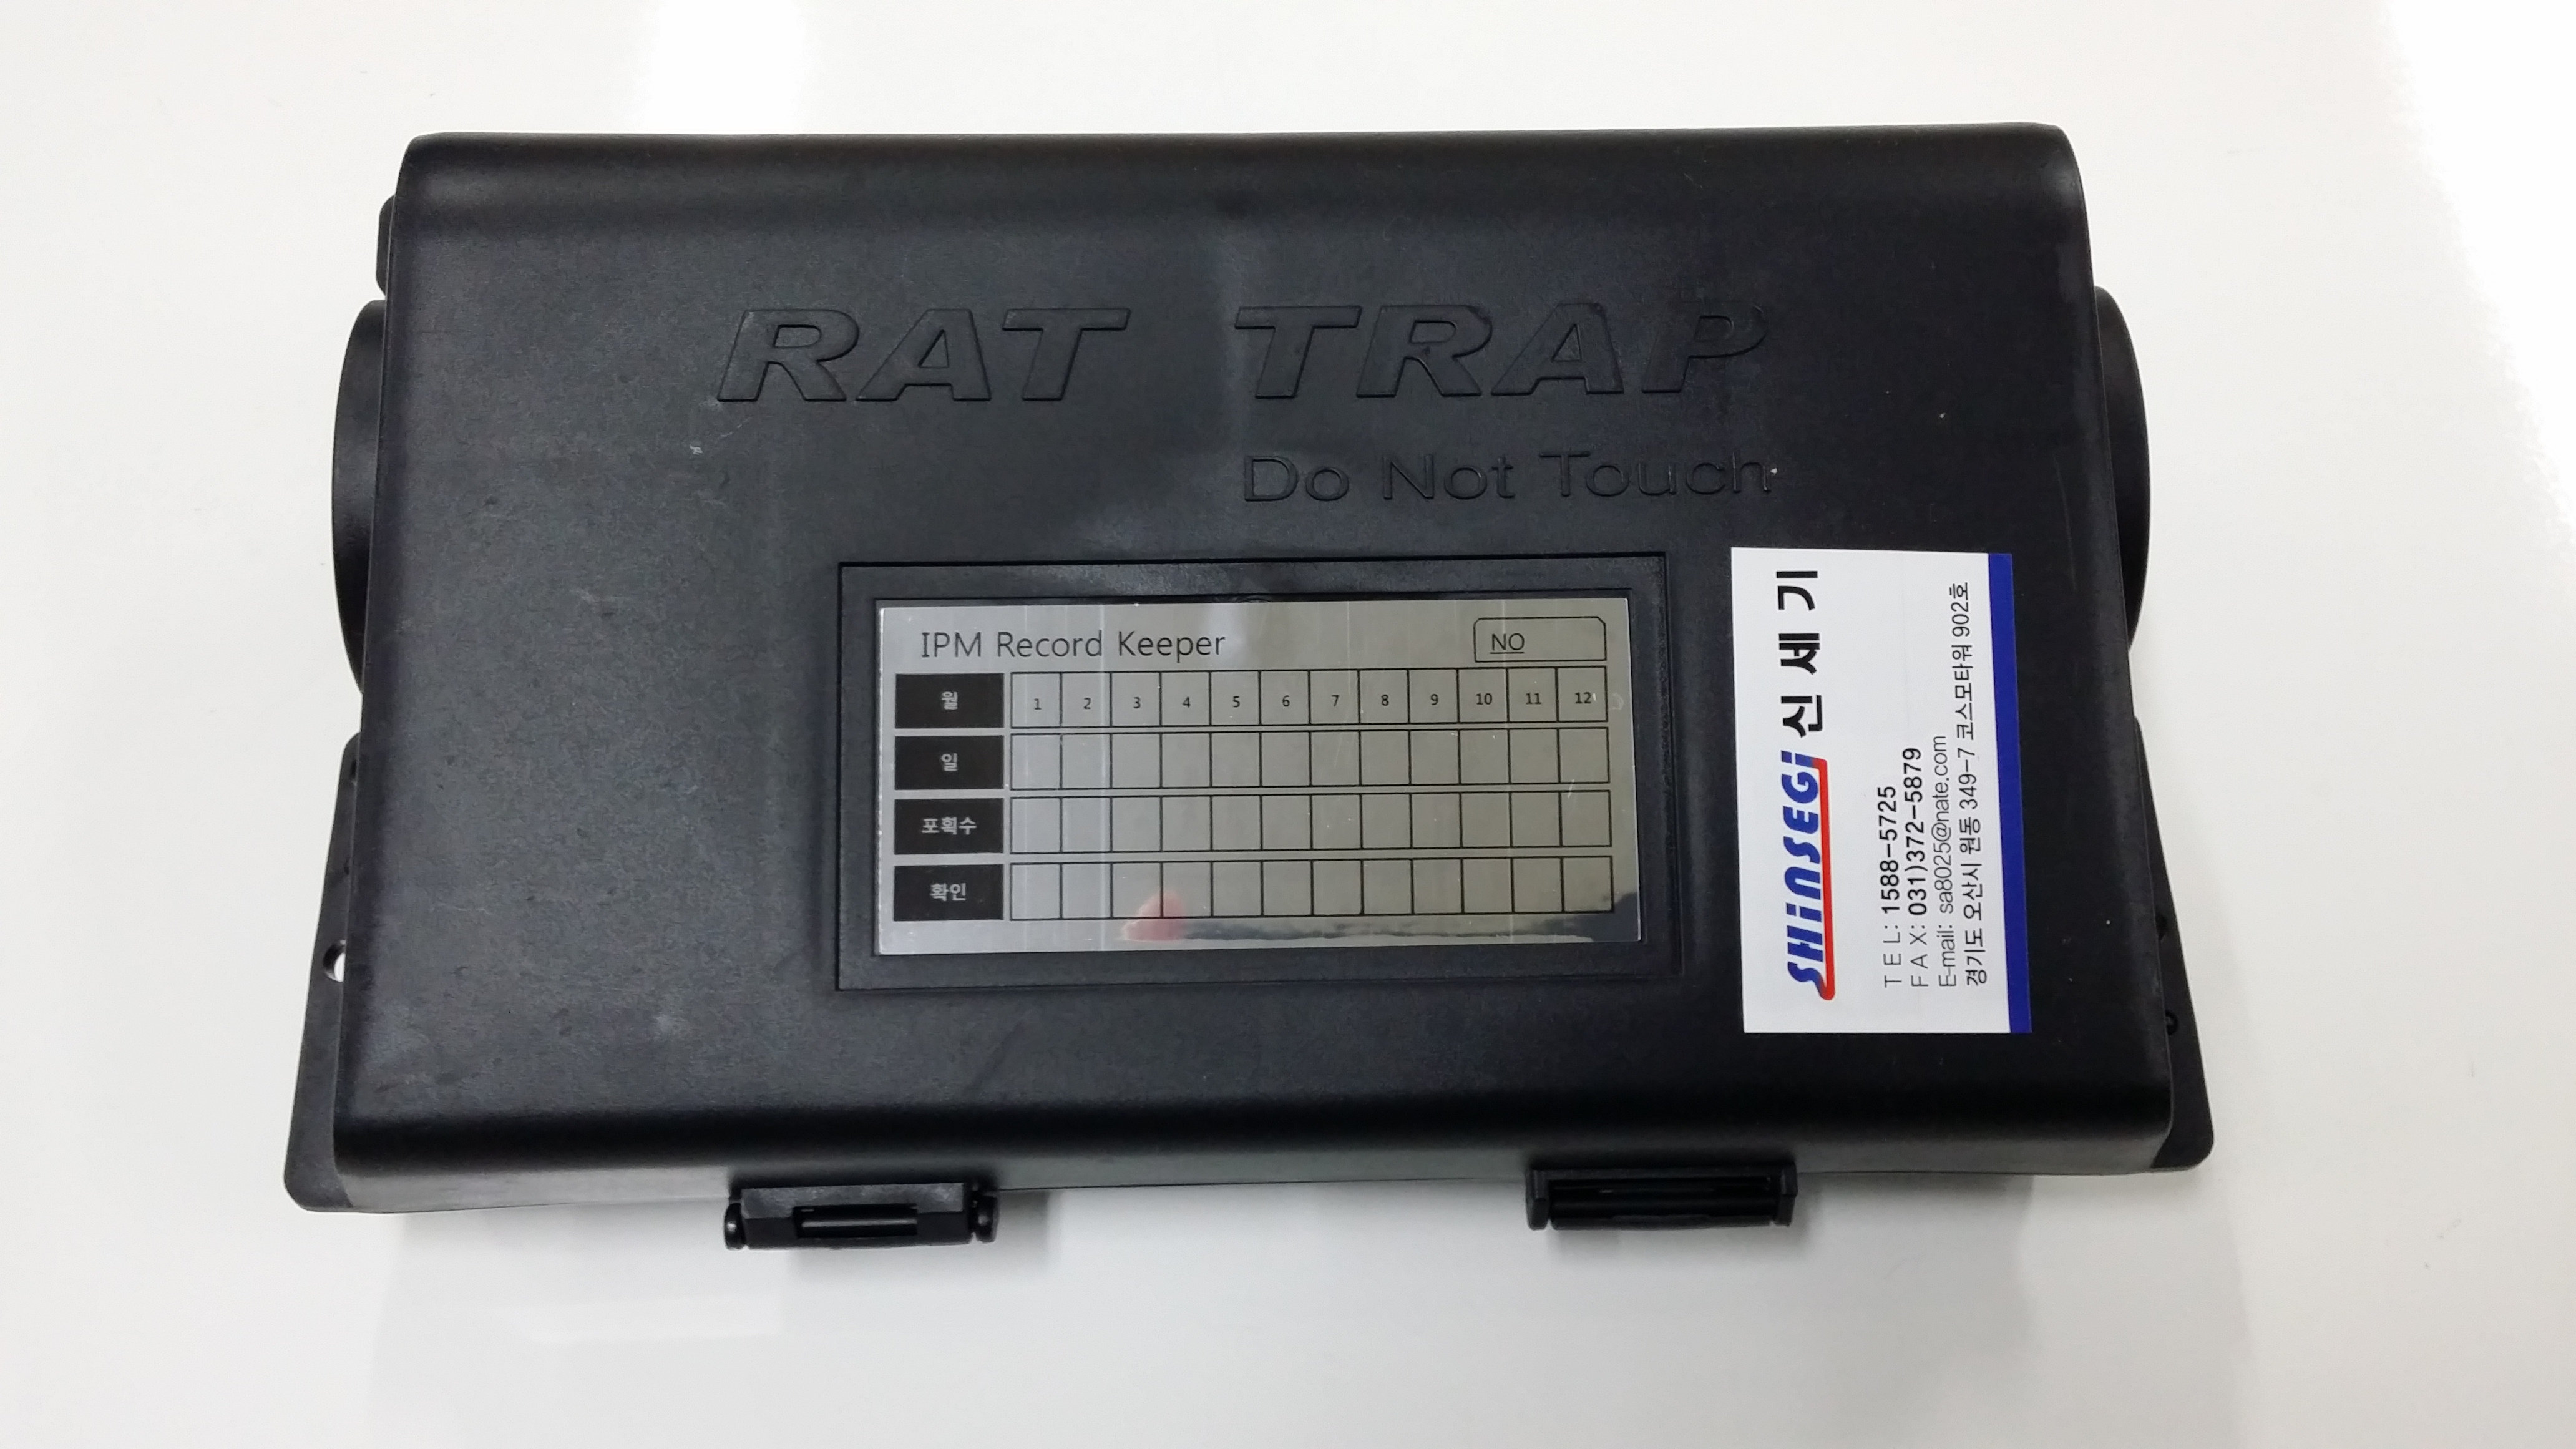 RAT TRAP
Do Not Touch
IPM Record Keeper
NO
월 1 2 3 4 5 6 7 8 9 10 11 12
일
포획수
확인
SHINSEGi 신세기
TEL: 1588-5725
FAX: 031)372-5879
E-mail: sa8025@nate.com
경기도 오산시 원동 349-7 코스모타워 902호